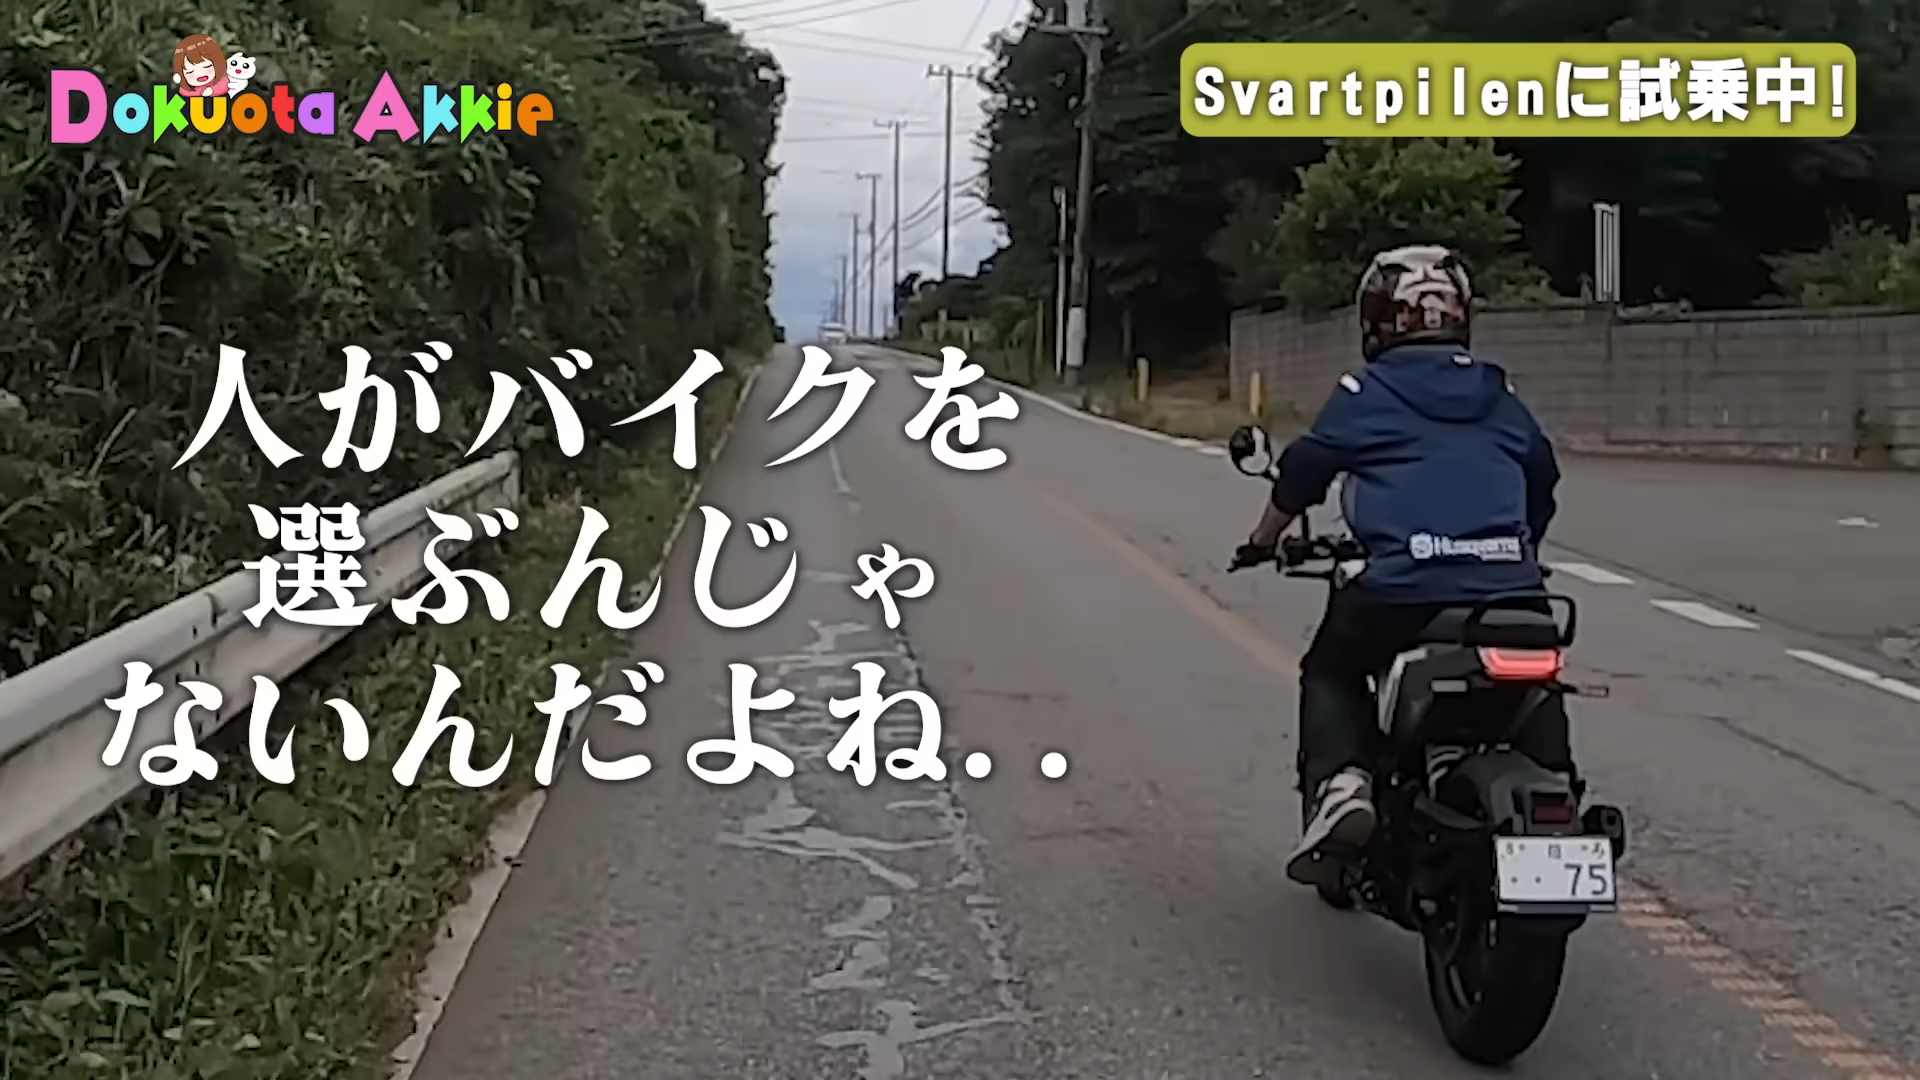 Dokuota Akkie
Svartpilenに試乗中!
人がバイクを
選ぶんじゃ
ないんだよね..
Husqvarna
75